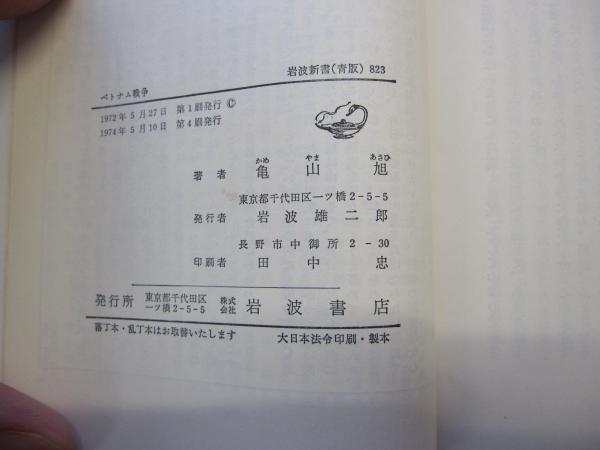 岩波新書(青版) 823
ベトナム戦争
1972年5月27日 第1刷発行 ©
1974年5月10日 第4刷発行
かめ やま あさひ
著者 亀山旭
東京都千代田区一ツ橋2-5-5
発行者 岩波雄二郎
長野市中御所2-30
印刷者 田中忠
発行所 東京都千代田区一ツ橋2-5-5 株式会社 岩波書店
落丁本・乱丁本はお取替いたします 大日本法令印刷・製本